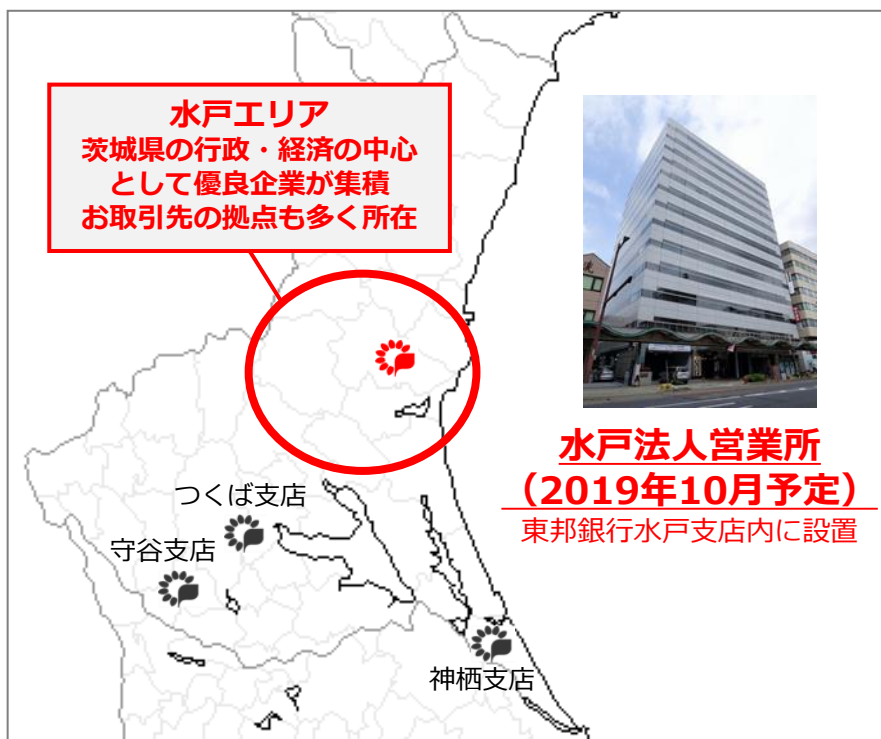 水戸エリア
茨城県の行政・経済の中心
として優良企業が集積
お取引先の拠点も多く所在
水戸法人営業所
（2019年10月予定）
東邦銀行水戸支店内に設置
つくば支店
守谷支店
神栖支店